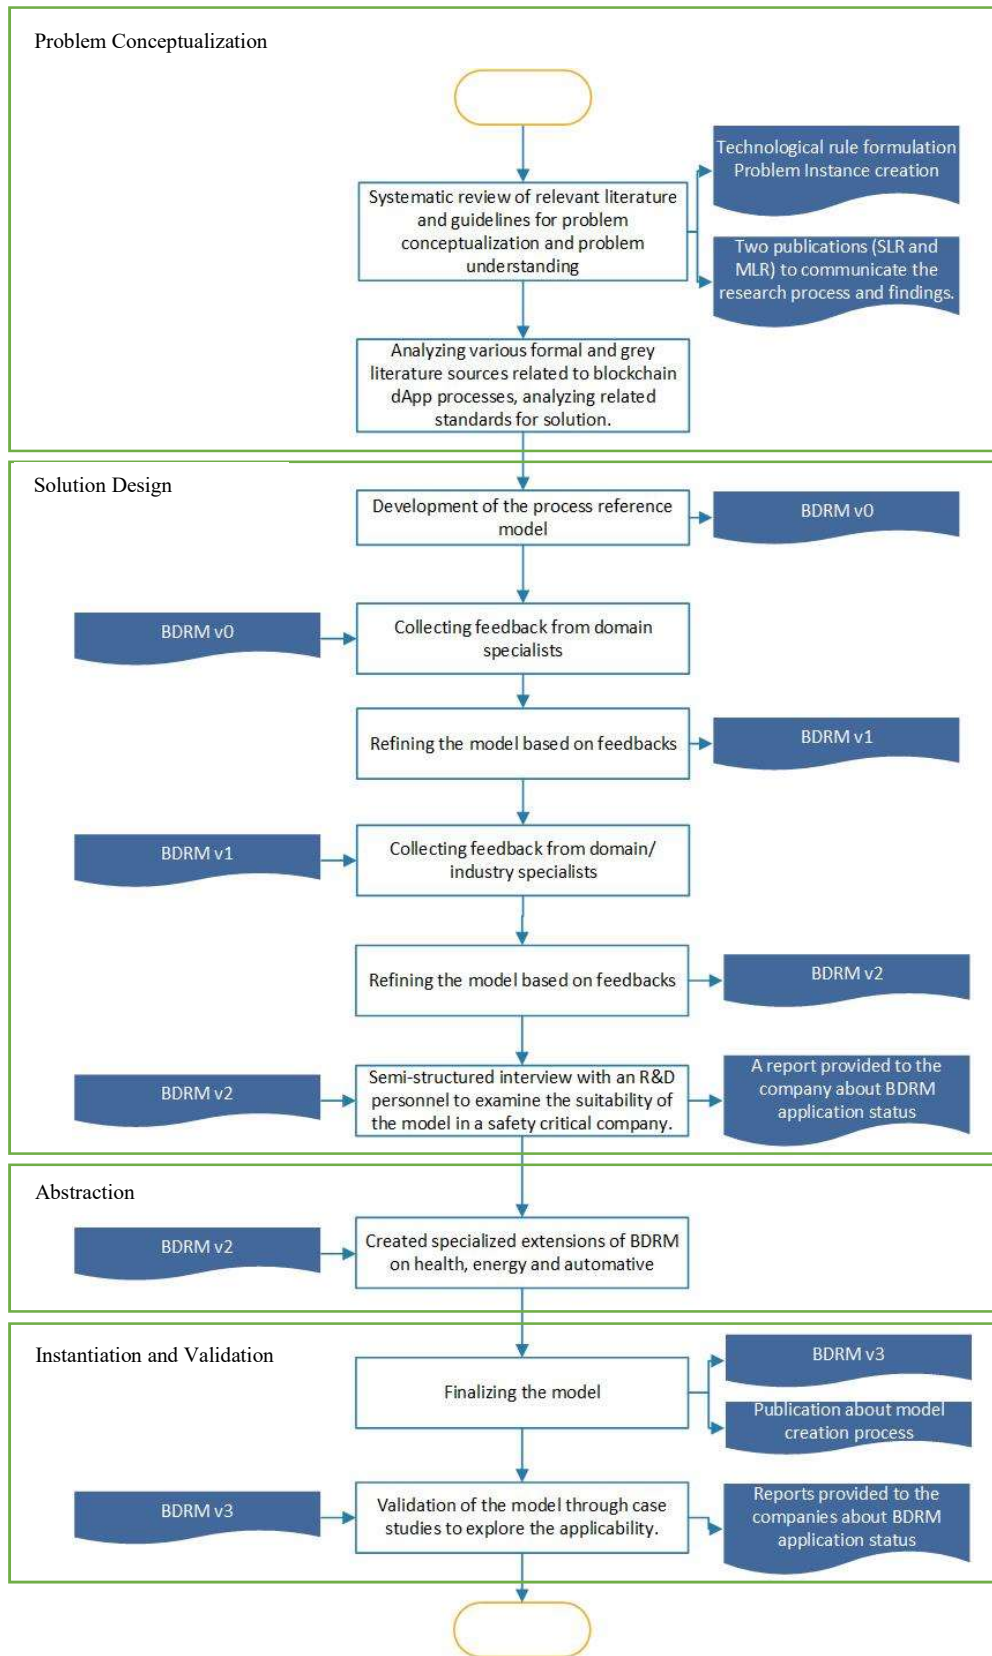 Problem Conceptualization
Systematic review of relevant literature
and guidelines for problem
conceptualization and problem
understanding
Technological rule formulation
Problem Instance creation
Two publications (SLR and
MLR) to communicate the
research process and findings.
Analyzing various formal and grey
literature sources related to blockchain
dApp processes, analyzing related
standards for solution.
Solution Design
Development of the process reference
model
BDRM v0
BDRM v0
Collecting feedback from domain
specialists
Refining the model based on feedbacks
BDRM v1
BDRM v1
Collecting feedback from domain/
industry specialists
Refining the model based on feedbacks
BDRM v2
BDRM v2
Semi-structured interview with an R&D
personnel to examine the suitability of
the model in a safety critical company.
A report provided to the
company about BDRM
application status
Abstraction
BDRM v2
Created specialized extensions of BDRM
on health, energy and automative
Instantiation and Validation
Finalizing the model
BDRM v3
Publication about model
creation process
BDRM v3
Validation of the model through case
studies to explore the applicability.
Reports provided to the
companies about BDRM
application status